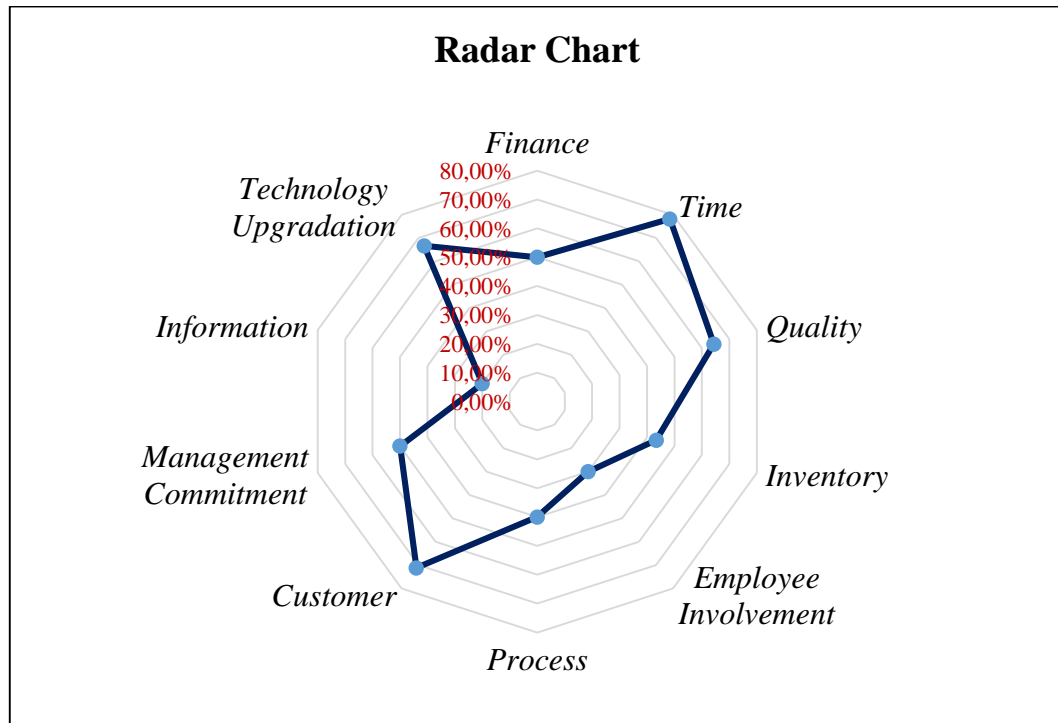 Radar Chart
Finance
80,00%
70,00%
60,00%
50,00%
40,00%
30,00%
20,00%
10,00%
0,00%
Time
Quality
Inventory
Employee
Involvement
Process
Customer
Management
Commitment
Information
Technology
Upgradation